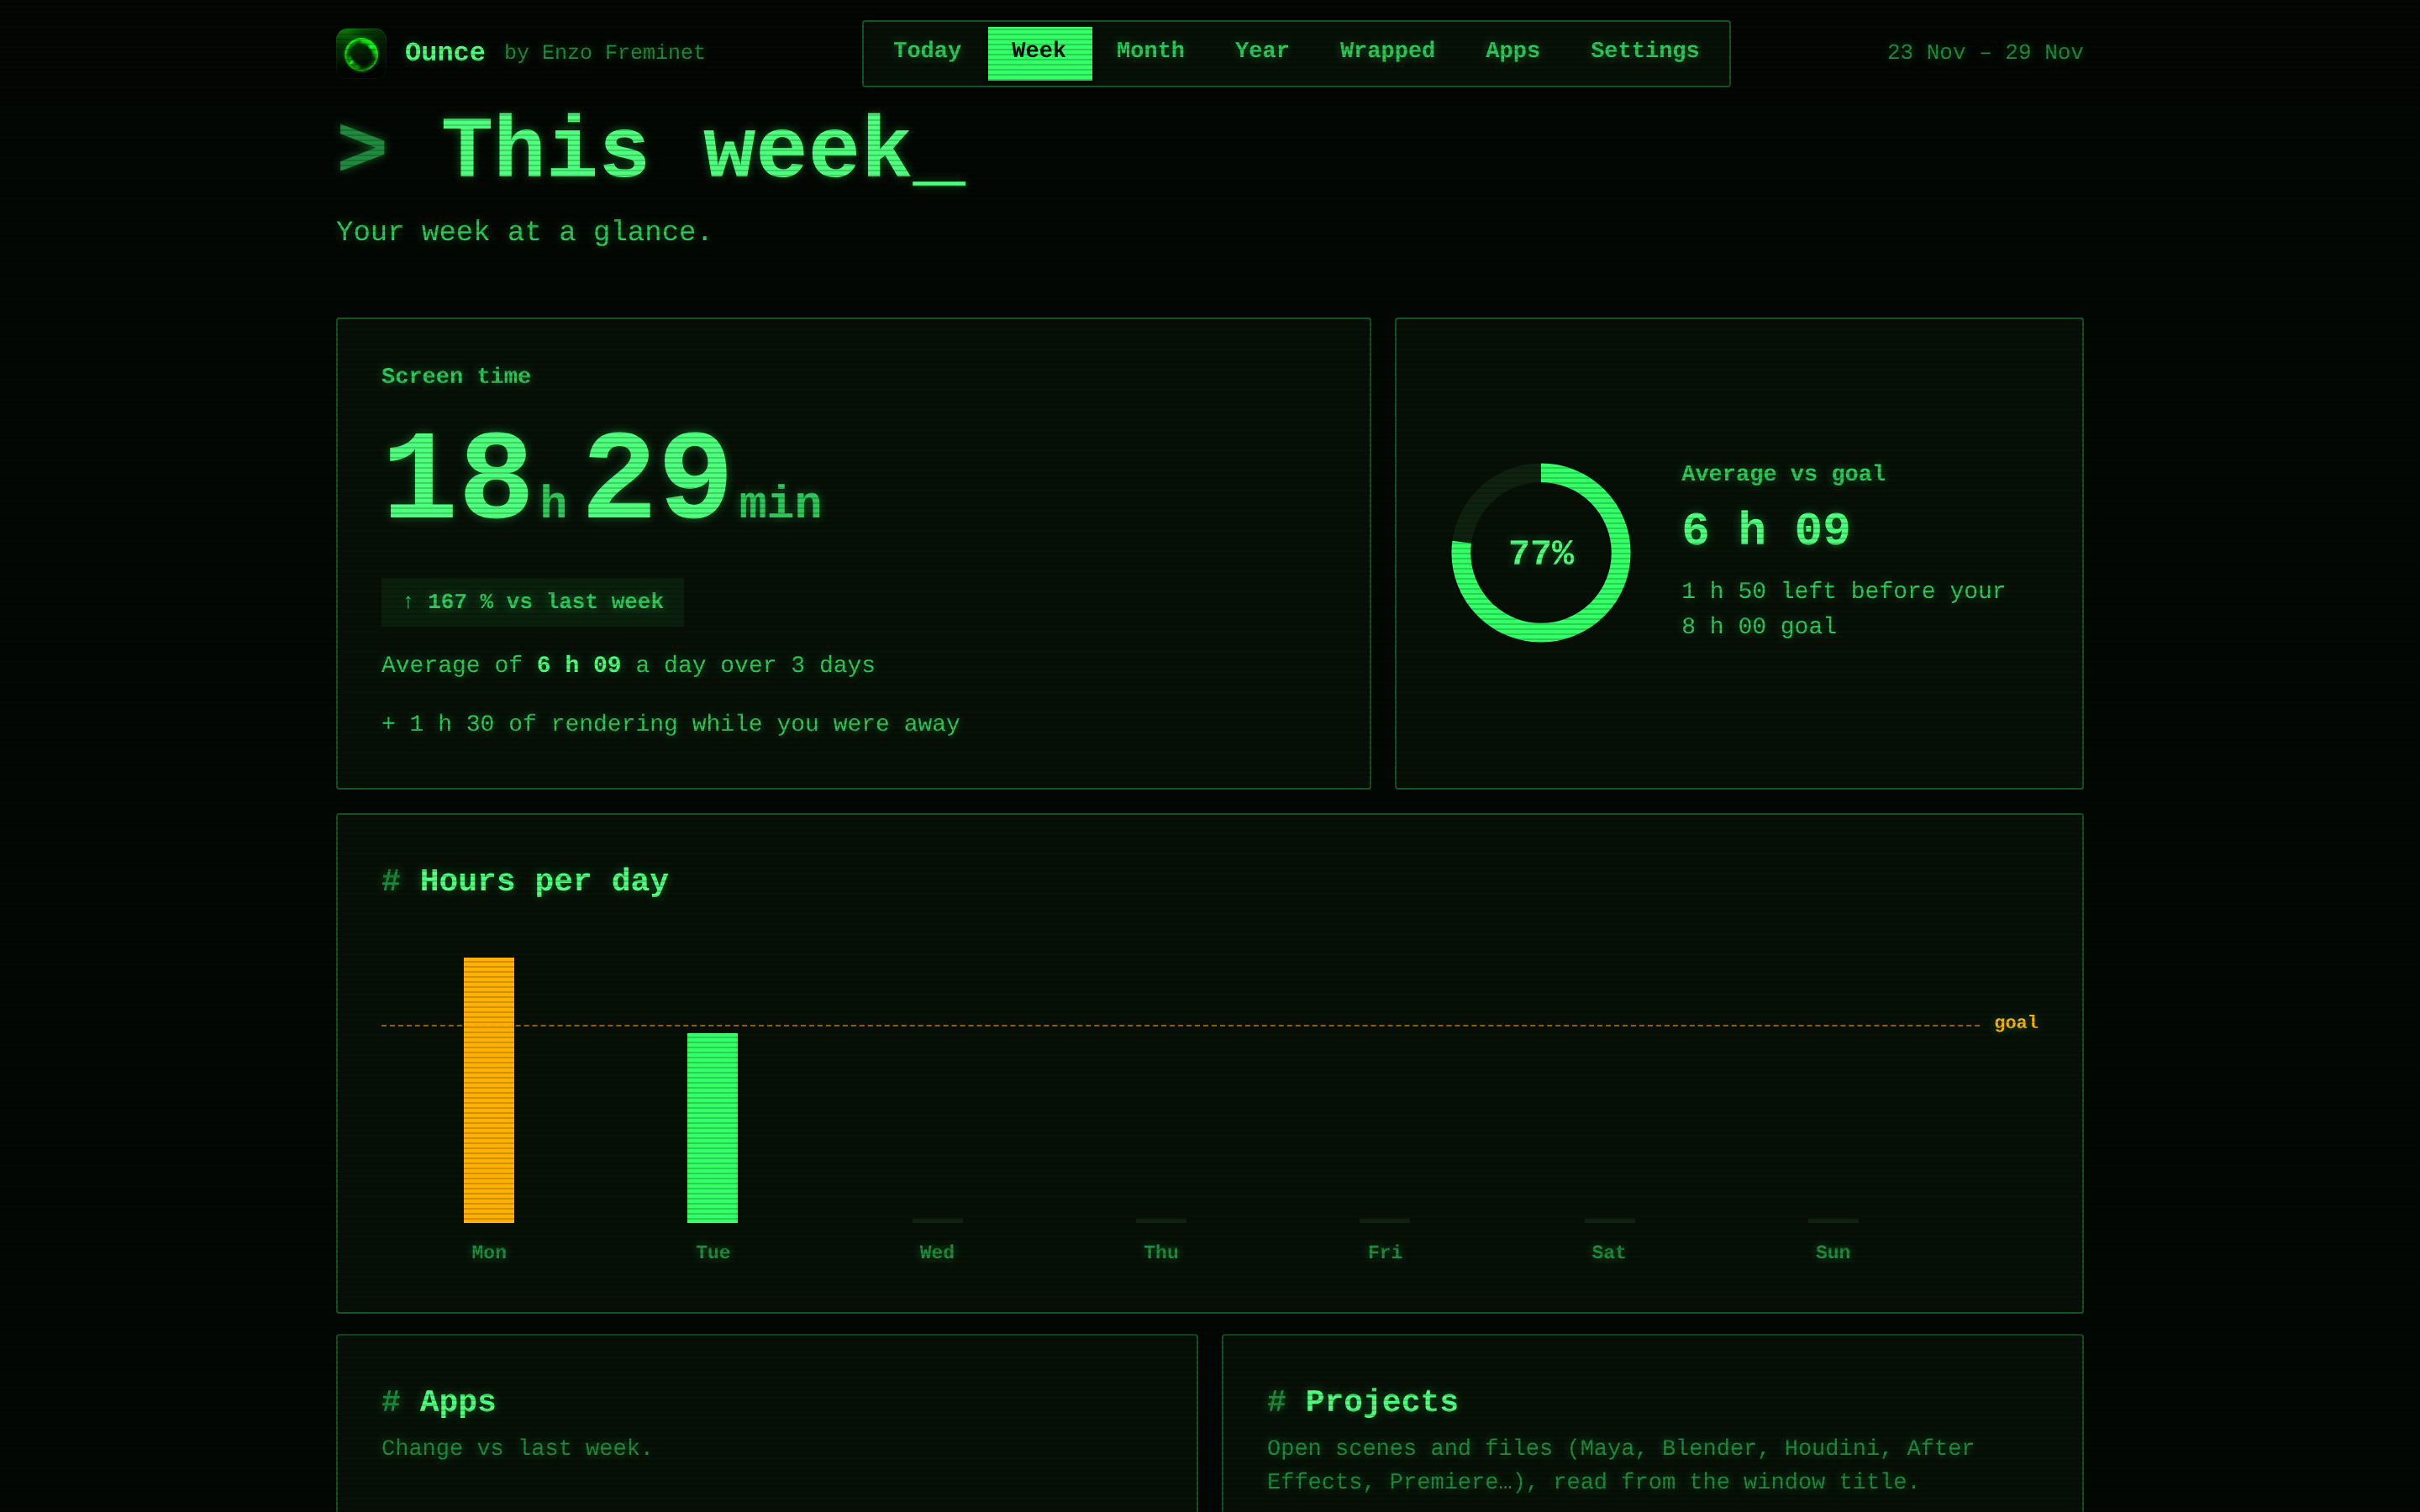 Ounce by Enzo Freminet
Today Week Month Year Wrapped Apps Settings
23 Nov – 29 Nov
> This week_
Your week at a glance.
Screen time
18 h 29 min
↑ 167 % vs last week
Average of 6 h 09 a day over 3 days
+ 1 h 30 of rendering while you were away
77%
Average vs goal
6 h 09
1 h 50 left before your
8 h 00 goal
# Hours per day
goal
Mon Tue Wed Thu Fri Sat Sun
# Apps
Change vs last week.
# Projects
Open scenes and files (Maya, Blender, Houdini, After
Effects, Premiere…), read from the window title.